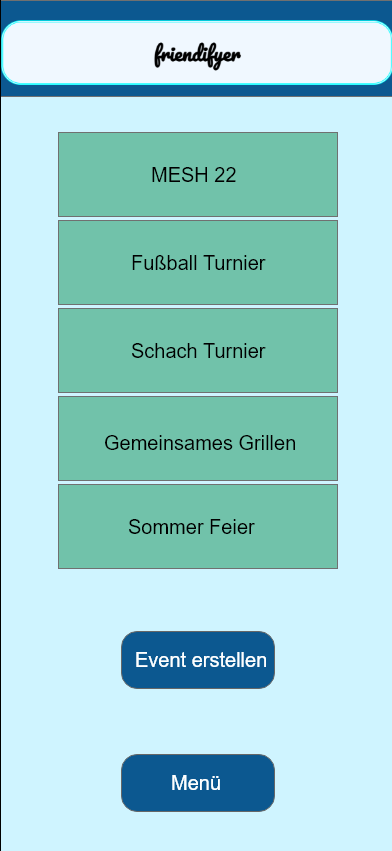 friendifyer
MESH 22
Fußball Turnier
Schach Turnier
Gemeinsames Grillen
Sommer Feier
Event erstellen
Menü